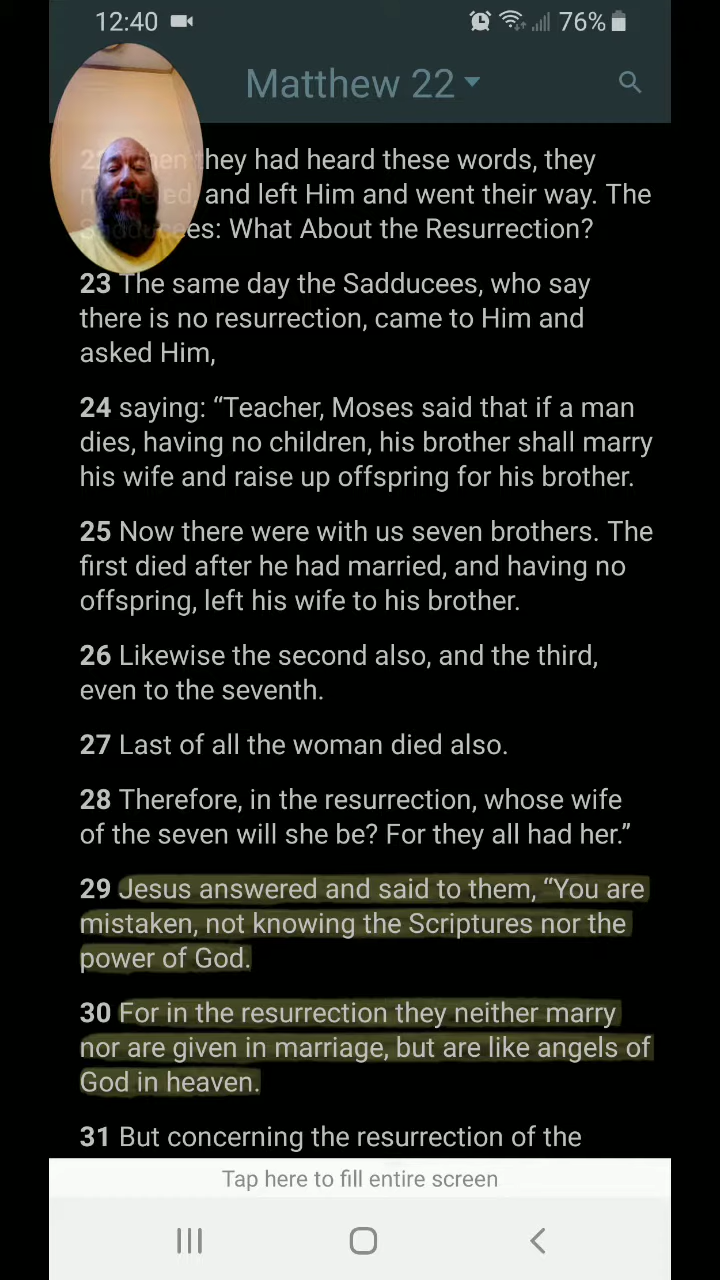 12:40 76%
Matthew 22
they had heard these words, they
and left Him and went their way. The
What About the Resurrection?
23 The same day the Sadducees, who say
there is no resurrection, came to Him and
asked Him,
24 saying: “Teacher, Moses said that if a man
dies, having no children, his brother shall marry
his wife and raise up offspring for his brother.
25 Now there were with us seven brothers. The
first died after he had married, and having no
offspring, left his wife to his brother.
26 Likewise the second also, and the third,
even to the seventh.
27 Last of all the woman died also.
28 Therefore, in the resurrection, whose wife
of the seven will she be? For they all had her.”
29 Jesus answered and said to them, “You are
mistaken, not knowing the Scriptures nor the
power of God.
30 For in the resurrection they neither marry
nor are given in marriage, but are like angels of
God in heaven.
31 But concerning the resurrection of the
Tap here to fill entire screen